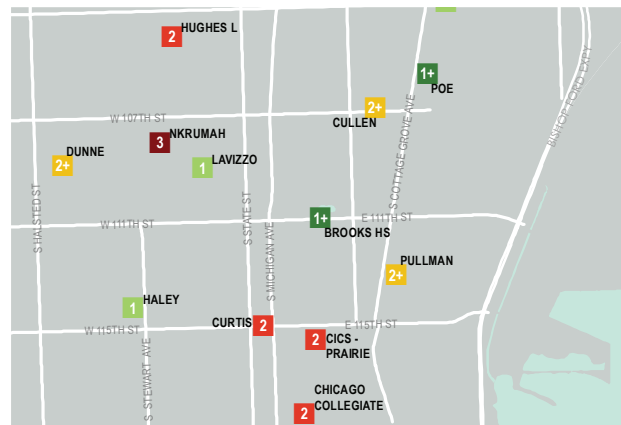 2
HUGHES L
1+
POE
2+
CULLEN
W 107TH ST
3
NKRUMAH
2+
DUNNE
1
LAVIZZO
S HALSTED ST
S STATE ST
S MICHIGAN AVE
S COTTAGE GROVE AVE
BISHOP FORD EXPY
W 111TH ST
1+
E 111TH ST
BROOKS HS
2+
PULLMAN
1
HALEY
CURTIS
2
W 115TH ST
E 115TH ST
2
CICS -
PRAIRIE
S STEWART AVE
CHICAGO
COLLEGIATE
2